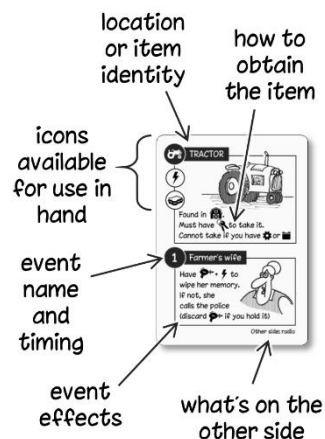 location
or item
identity
how to
obtain
the item
icons
available
for use in
hand
TRACTOR
Found in
Must have to take it.
Cannot take if you have or
event
name
and
timing
1 Farmer's wife
Have + to
wipe her memory.
If not, she
calls the police
(discard if you hold it)
Other side: radio
event
effects
what's on the
other side